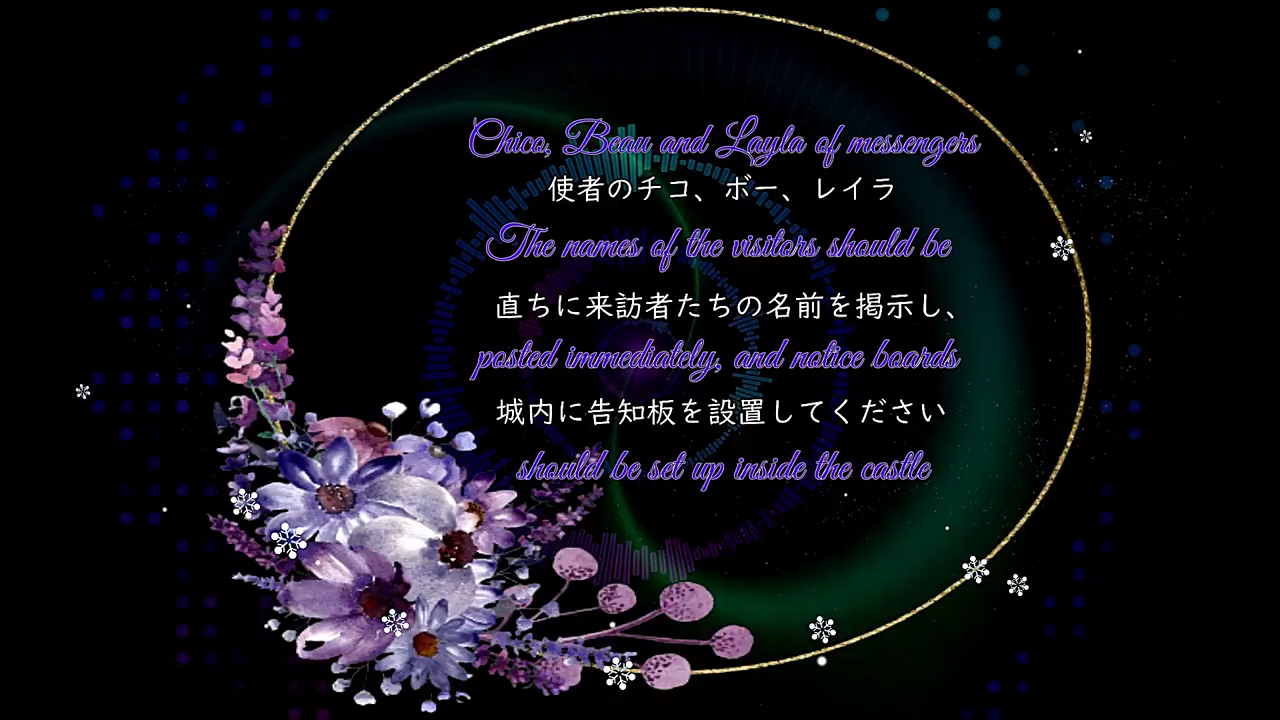 Chico, Beau and Layla of messengers
使者のチコ、ボー、レイラ
The names of the visitors should be
直ちに来訪者たちの名前を掲示し、
posted immediately, and notice boards
城内に告知板を設置してください
should be set up inside the castle